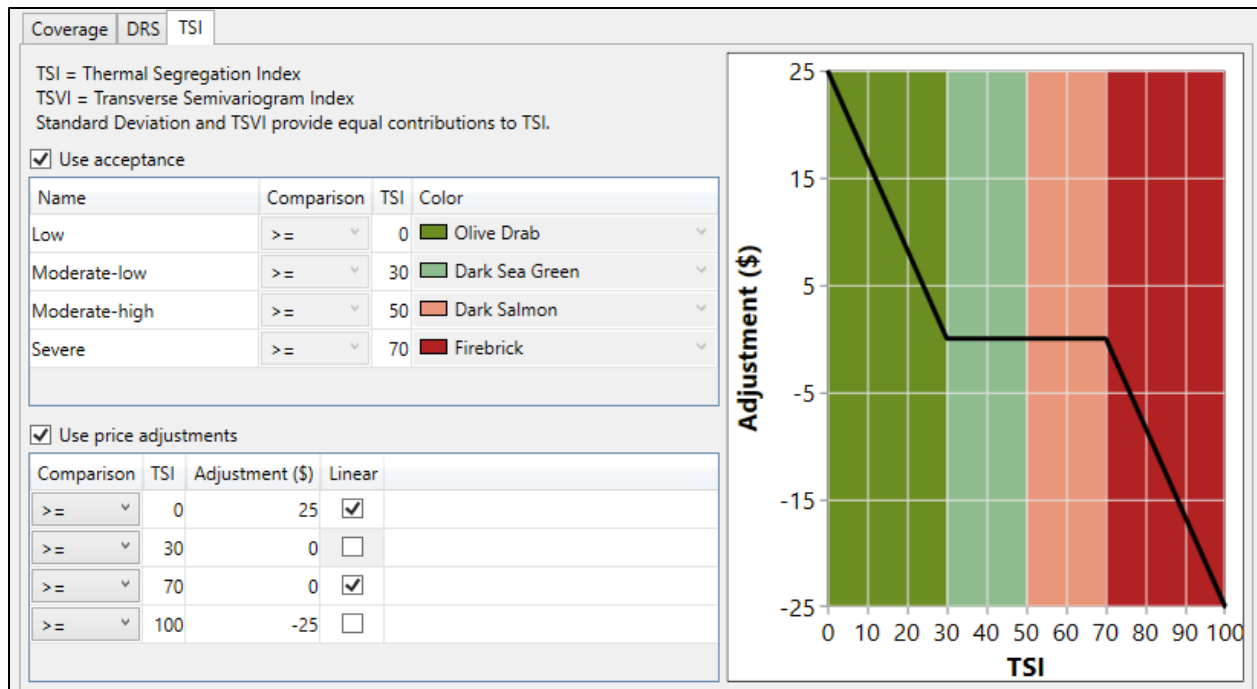 Coverage DRS TSI
TSI = Thermal Segregation Index
TSVI = Transverse Semivariogram Index
Standard Deviation and TSVI provide equal contributions to TSI.
Use acceptance
Name Comparison TSI Color
Low >= 0 Olive Drab
Moderate-low >= 30 Dark Sea Green
Moderate-high >= 50 Dark Salmon
Severe >= 70 Firebrick
Use price adjustments
Comparison TSI Adjustment ($) Linear
>= 0 25
>= 30 0
>= 70 0
>= 100 -25
Adjustment ($)
25
15
5
-5
-15
-25
0 10 20 30 40 50 60 70 80 90 100
TSI